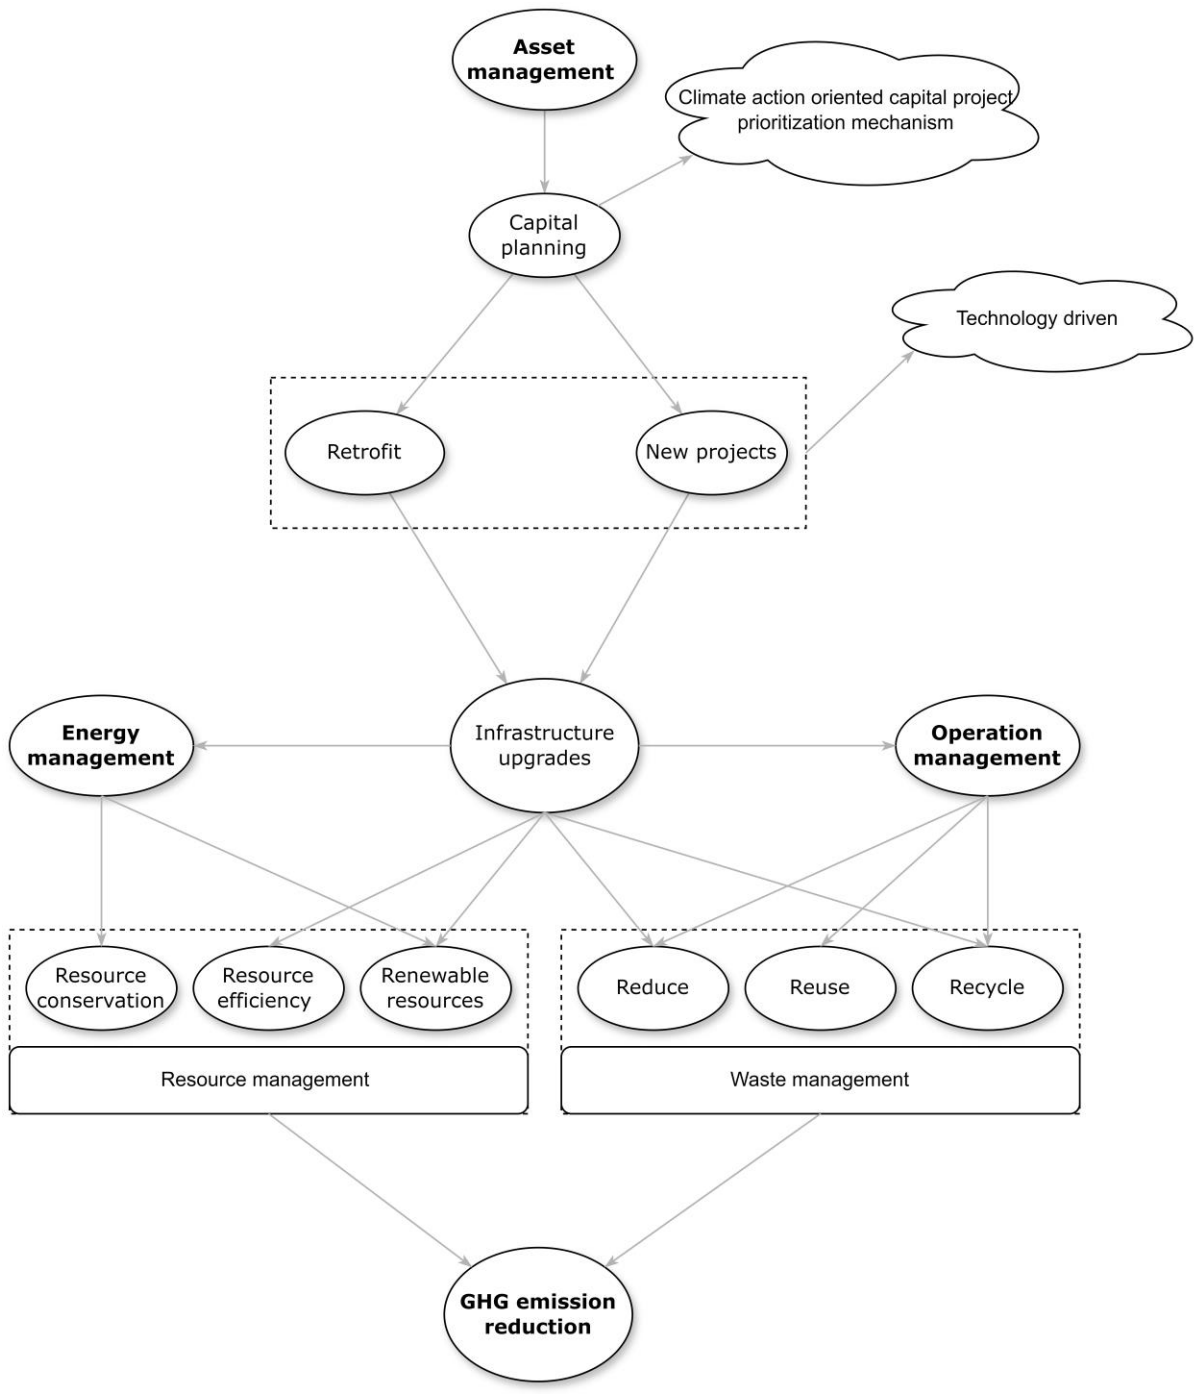 Asset
management
Climate action oriented capital project
prioritization mechanism
Capital
planning
Technology driven
Retrofit
New projects
Energy
management
Infrastructure
upgrades
Operation
management
Resource
conservation
Resource
efficiency
Renewable
resources
Reduce
Reuse
Recycle
Resource management
Waste management
GHG emission
reduction